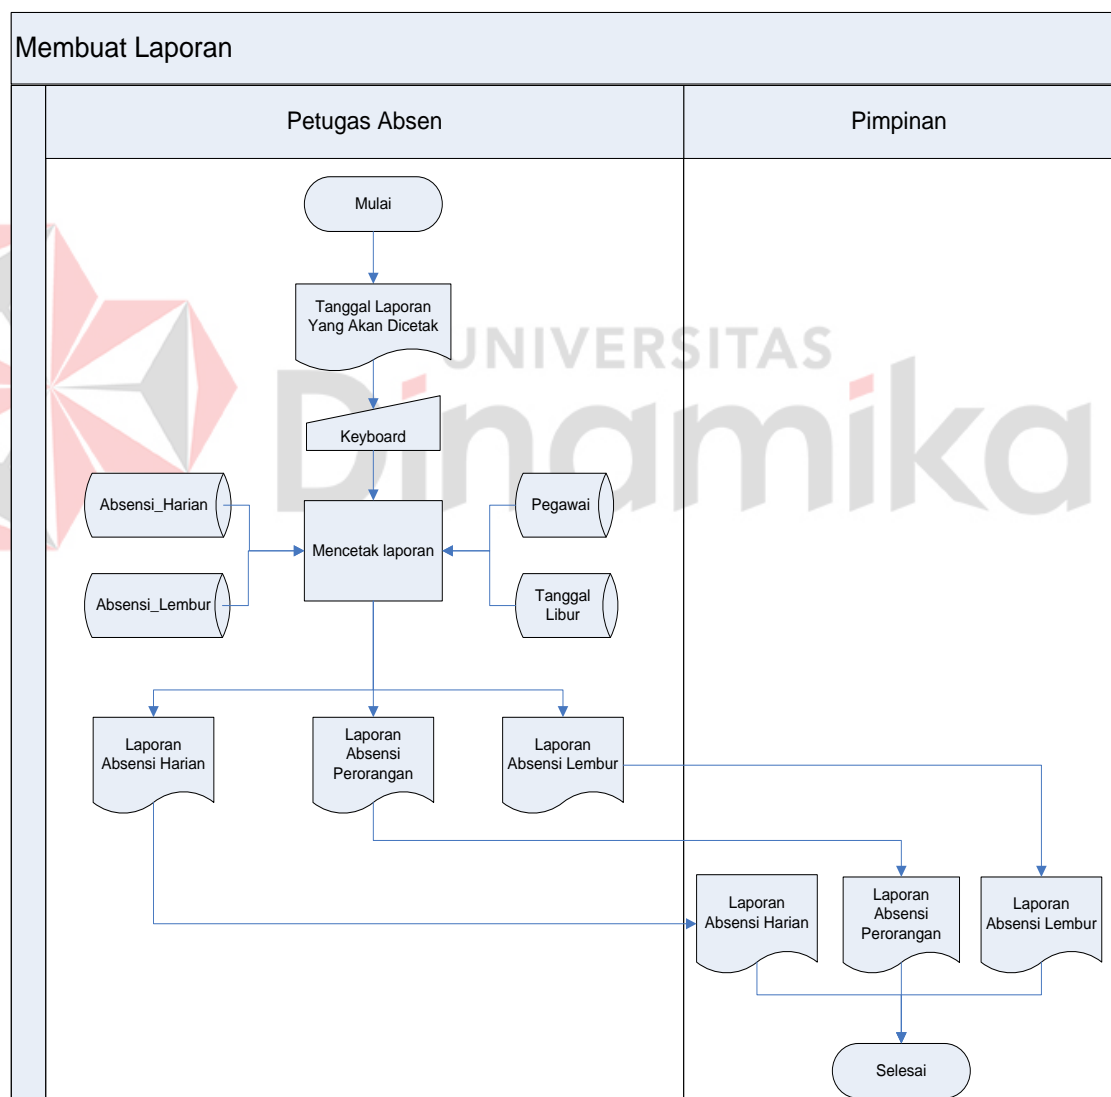 Membuat Laporan
Petugas Absen
Pimpinan
Mulai
Tanggal Laporan
Yang Akan Dicetak
UNIVERSITAS
Dinamika
Keyboard
Absensi_Harian
Pegawai
Mencetak laporan
Absensi_Lembur
Tanggal
Libur
Laporan
Absensi Harian
Laporan
Absensi
Perorangan
Laporan
Absensi Lembur
Laporan
Absensi Harian
Laporan
Absensi
Perorangan
Laporan
Absensi Lembur
Selesai